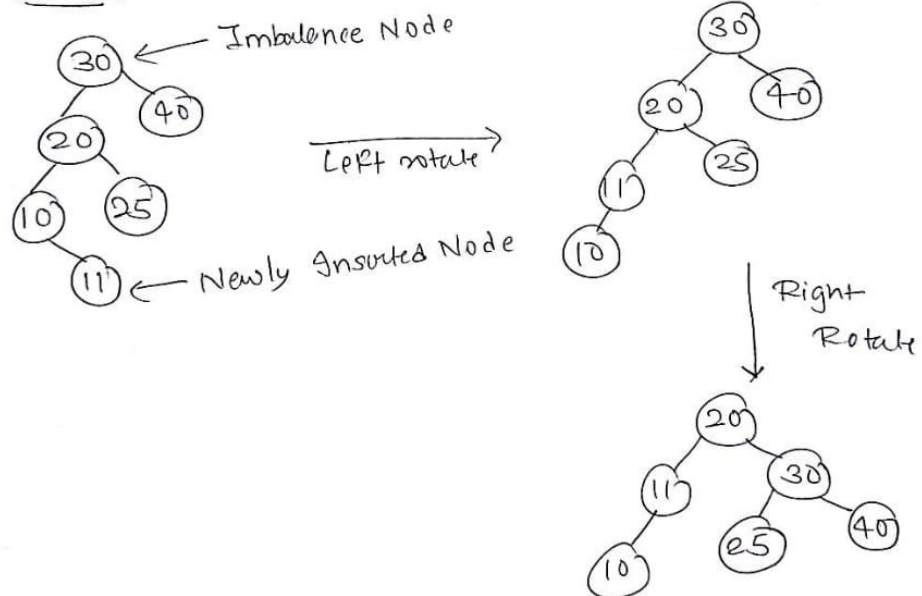 30 ← Imbalence Node
40
20
10 25
11 ← Newly Inserted Node
Left rotate
30
20 40
11 25
10
Right
Rotate
20
11 30
10 25 40